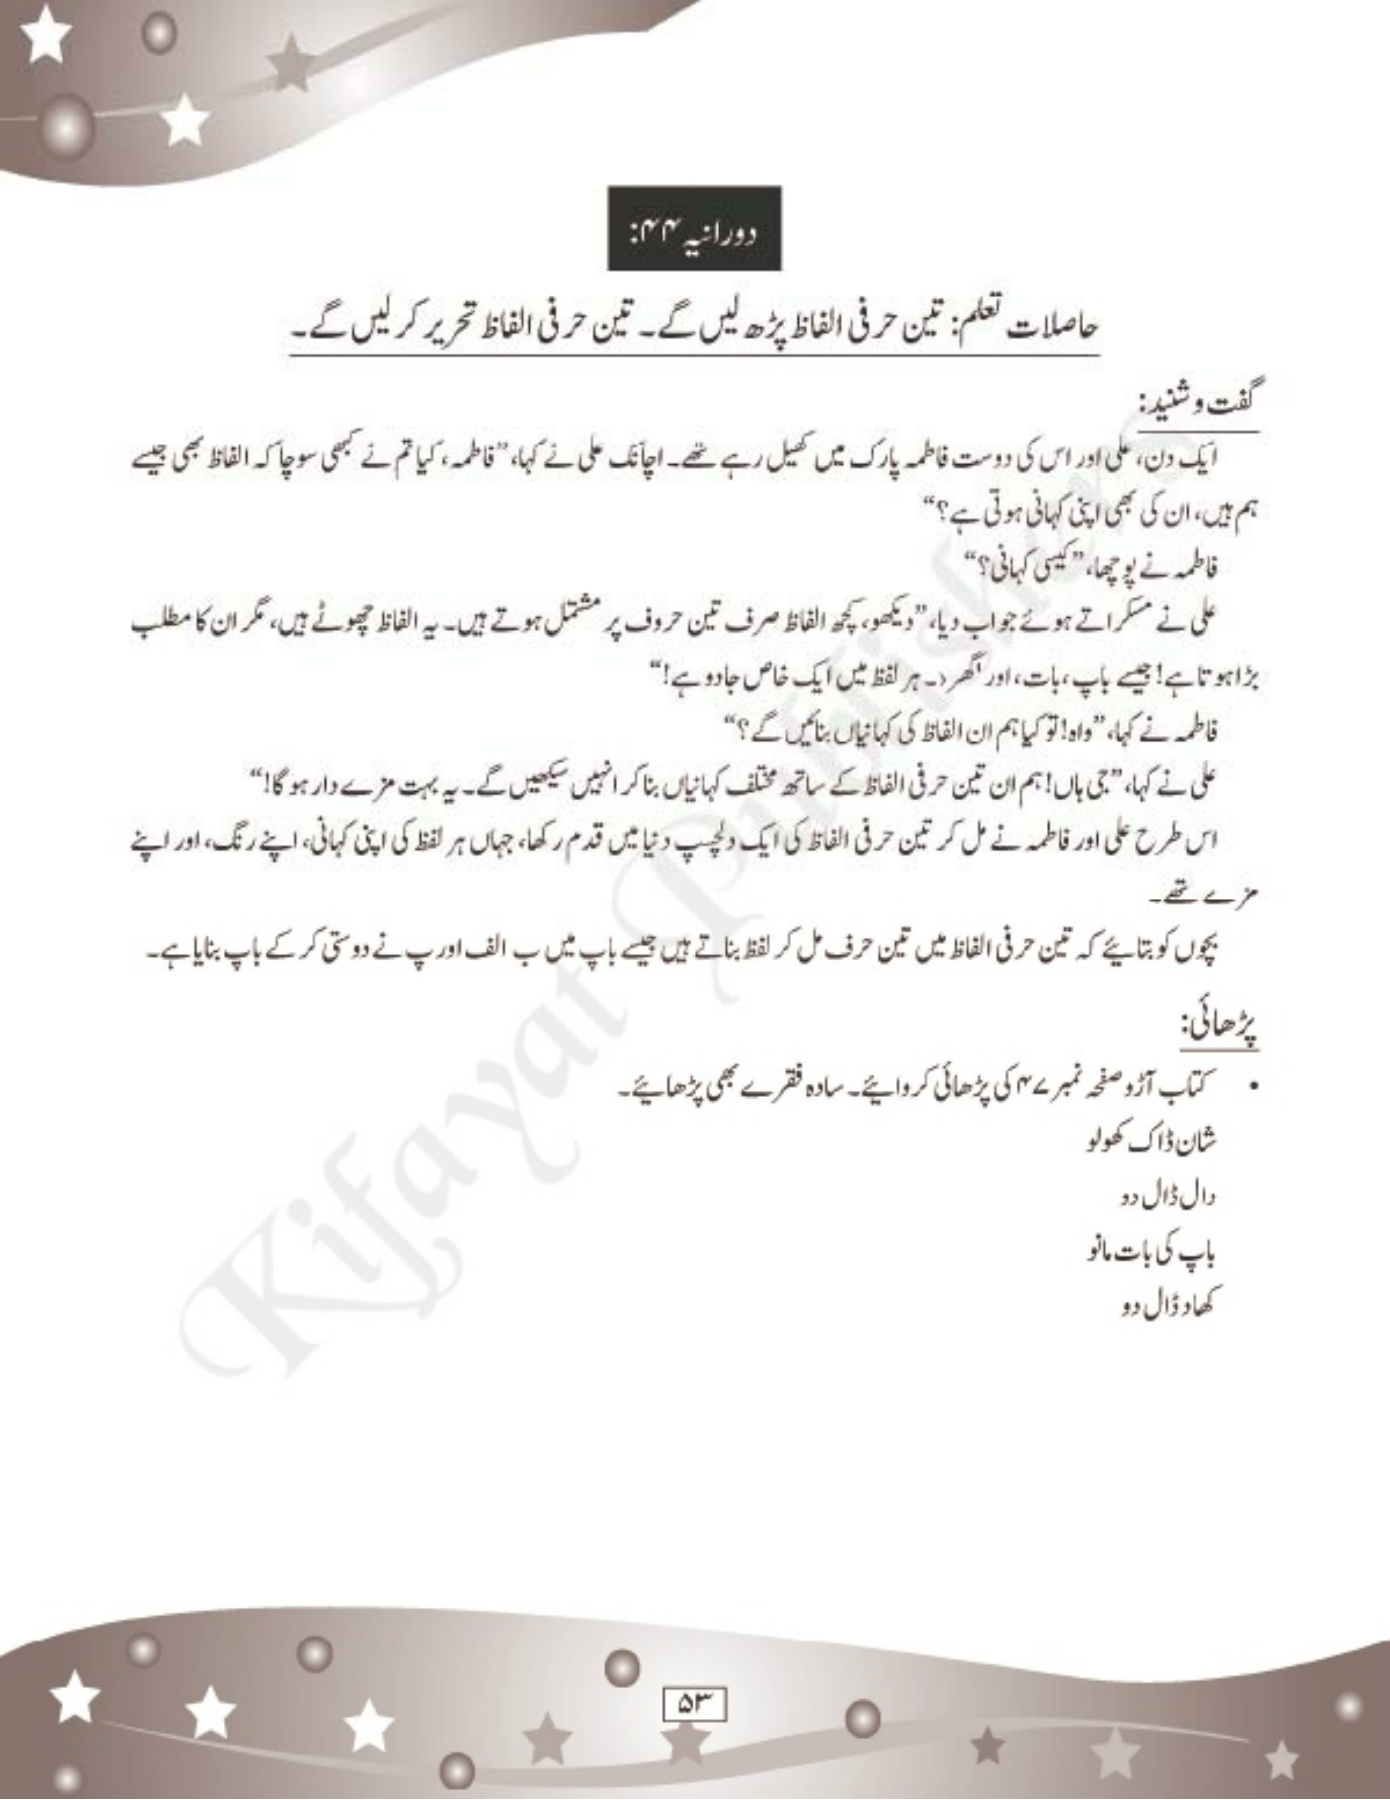 دورانیہ ۴۴:
حاصلات تعلم: تین حرفی الفاظ پڑھ لیں گے۔ تین حرفی الفاظ تحریر کر لیں گے۔
گفت و شنید:
ایک دن، علی اور اس کی دوست فاطمہ پارک میں کھیل رہے تھے۔ اچانک علی نے کہا، ”فاطمہ، کیا تم نے کبھی سوچا کہ الفاظ بھی جیسے
ہم ہیں، ان کی بھی اپنی کہانی ہوتی ہے؟“
فاطمہ نے پوچھا، ”کیسی کہانی؟“
علی نے مسکراتے ہوئے جواب دیا، ”دیکھو، کچھ الفاظ صرف تین حروف پر مشتمل ہوتے ہیں۔ یہ الفاظ چھوٹے ہیں، مگر ان کا مطلب
بڑا ہوتا ہے! جیسے باپ، بات، اور 'گھر'۔ ہر لفظ میں ایک خاص جادو ہے!“
فاطمہ نے کہا، ”واہ! تو کیا ہم ان الفاظ کی کہانیاں بنائیں گے؟“
علی نے کہا، ”جی ہاں! ہم ان تین حرفی الفاظ کے ساتھ مختلف کہانیاں بنا کر انہیں سیکھیں گے۔ یہ بہت مزے دار ہو گا!“
اس طرح علی اور فاطمہ نے مل کر تین حرفی الفاظ کی ایک دلچسپ دنیا میں قدم رکھا، جہاں ہر لفظ کی اپنی کہانی، اپنے رنگ، اور اپنے
مزے تھے۔
بچوں کو بتائیے کہ تین حرفی الفاظ میں تین حرف مل کر لفظ بناتے ہیں جیسے باپ میں ب الف اور پ نے دوستی کر کے باپ بنایا ہے۔
پڑھائی:
• کتاب آڑو صفحہ نمبر ۴۷ کی پڑھائی کروائیے۔ سادہ فقرے بھی پڑھائیے۔
شان ڈاک کھولو
دال ڈال دو
باپ کی بات مانو
کھاد ڈال دو
۵۳
Kifayat Publishers